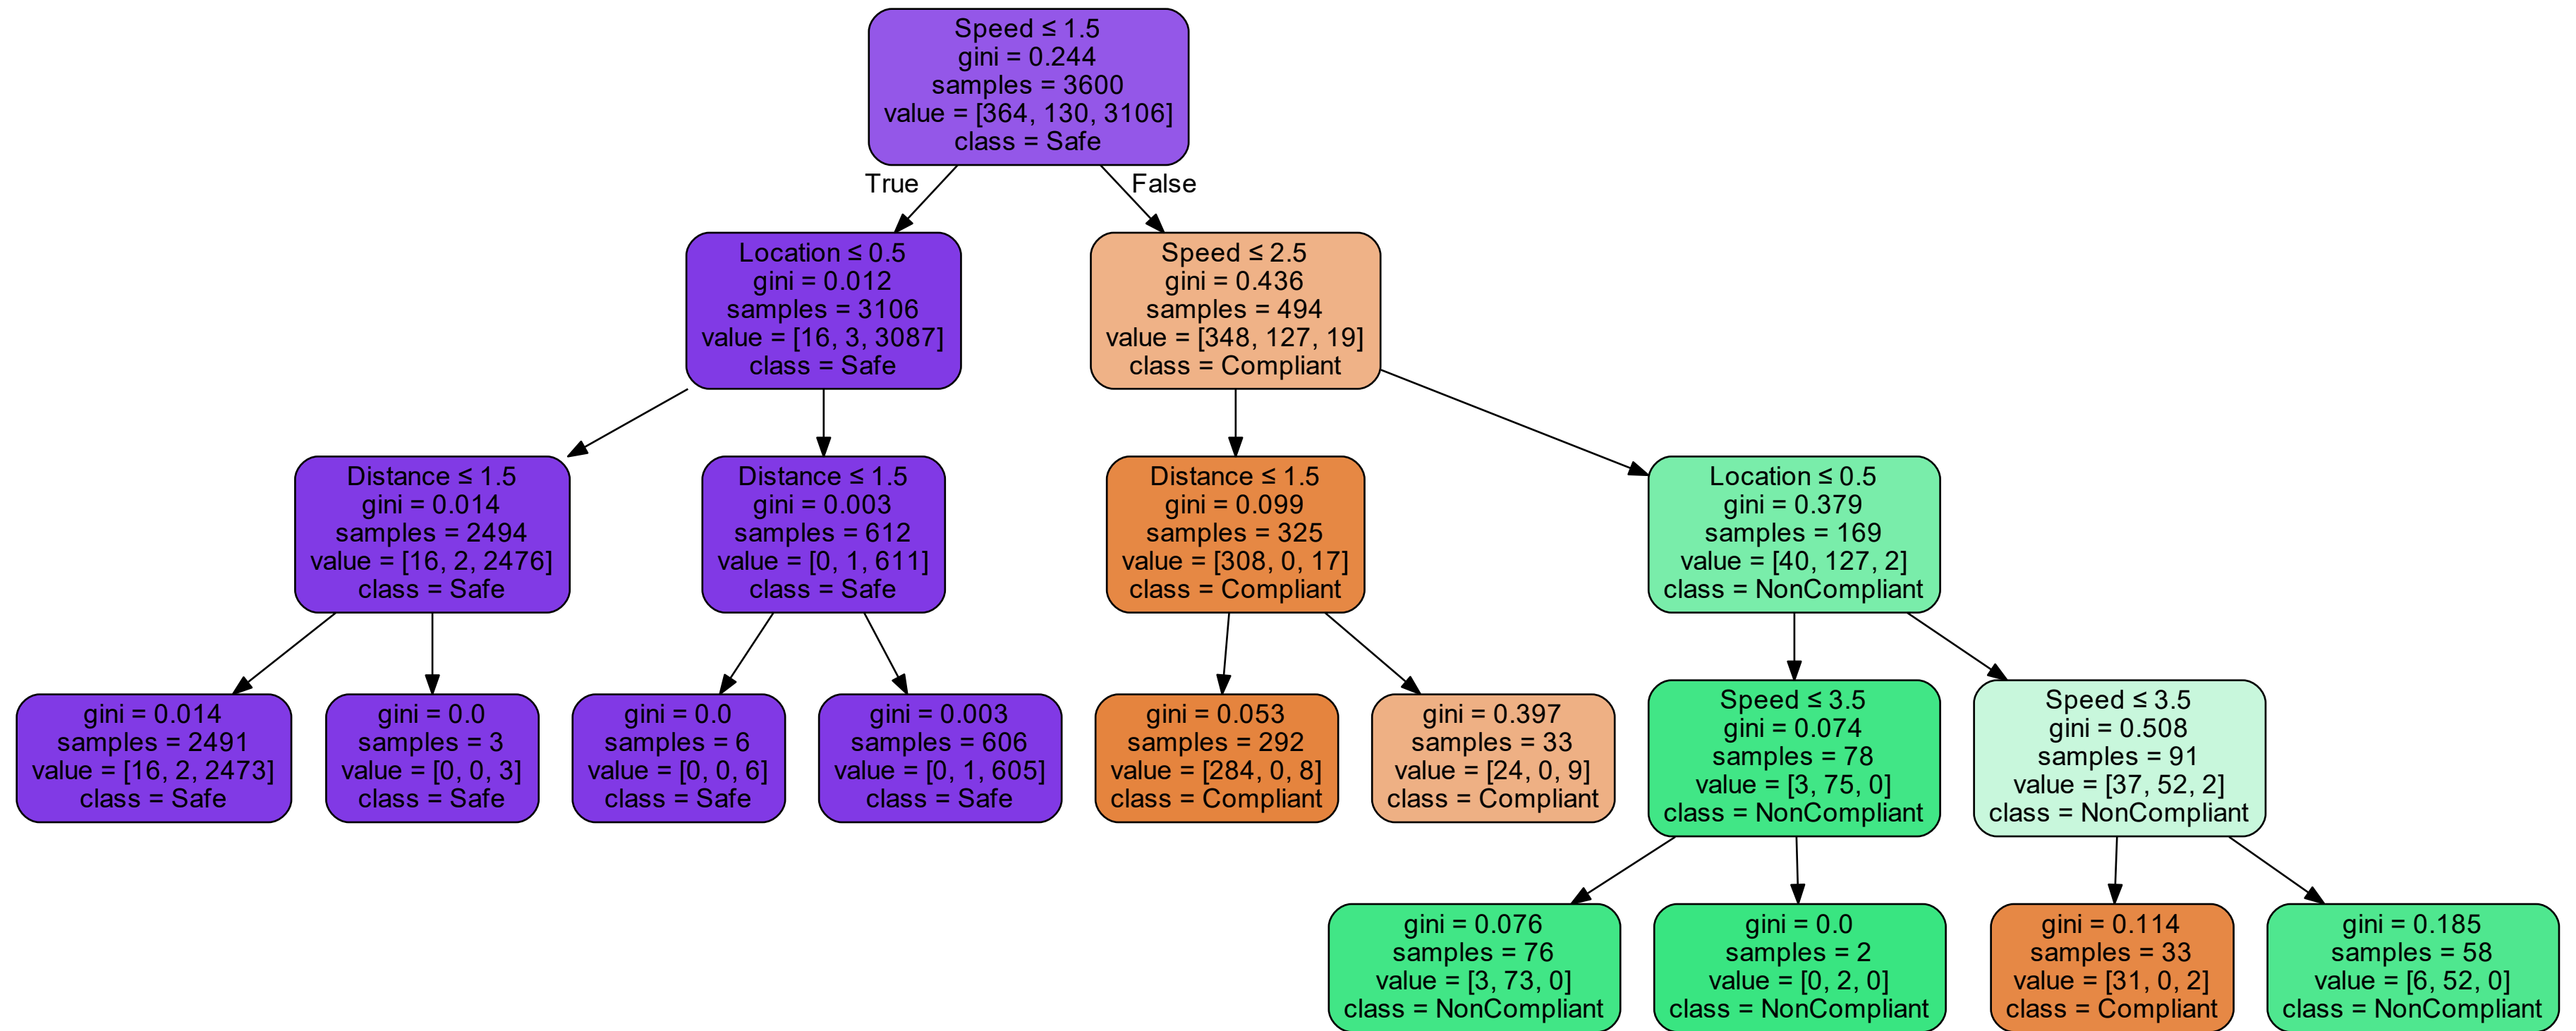 Speed ≤ 1.5
gini = 0.244
samples = 3600
value = [364, 130, 3106]
class = Safe
True
False
Location ≤ 0.5
gini = 0.012
samples = 3106
value = [16, 3, 3087]
class = Safe
Speed ≤ 2.5
gini = 0.436
samples = 494
value = [348, 127, 19]
class = Compliant
Distance ≤ 1.5
gini = 0.014
samples = 2494
value = [16, 2, 2476]
class = Safe
Distance ≤ 1.5
gini = 0.003
samples = 612
value = [0, 1, 611]
class = Safe
Distance ≤ 1.5
gini = 0.099
samples = 325
value = [308, 0, 17]
class = Compliant
Location ≤ 0.5
gini = 0.379
samples = 169
value = [40, 127, 2]
class = NonCompliant
gini = 0.014
samples = 2491
value = [16, 2, 2473]
class = Safe
gini = 0.0
samples = 3
value = [0, 0, 3]
class = Safe
gini = 0.0
samples = 6
value = [0, 0, 6]
class = Safe
gini = 0.003
samples = 606
value = [0, 1, 605]
class = Safe
gini = 0.053
samples = 292
value = [284, 0, 8]
class = Compliant
gini = 0.397
samples = 33
value = [24, 0, 9]
class = Compliant
Speed ≤ 3.5
gini = 0.074
samples = 78
value = [3, 75, 0]
class = NonCompliant
Speed ≤ 3.5
gini = 0.508
samples = 91
value = [37, 52, 2]
class = NonCompliant
gini = 0.076
samples = 76
value = [3, 73, 0]
class = NonCompliant
gini = 0.0
samples = 2
value = [0, 2, 0]
class = NonCompliant
gini = 0.114
samples = 33
value = [31, 0, 2]
class = Compliant
gini = 0.185
samples = 58
value = [6, 52, 0]
class = NonCompliant